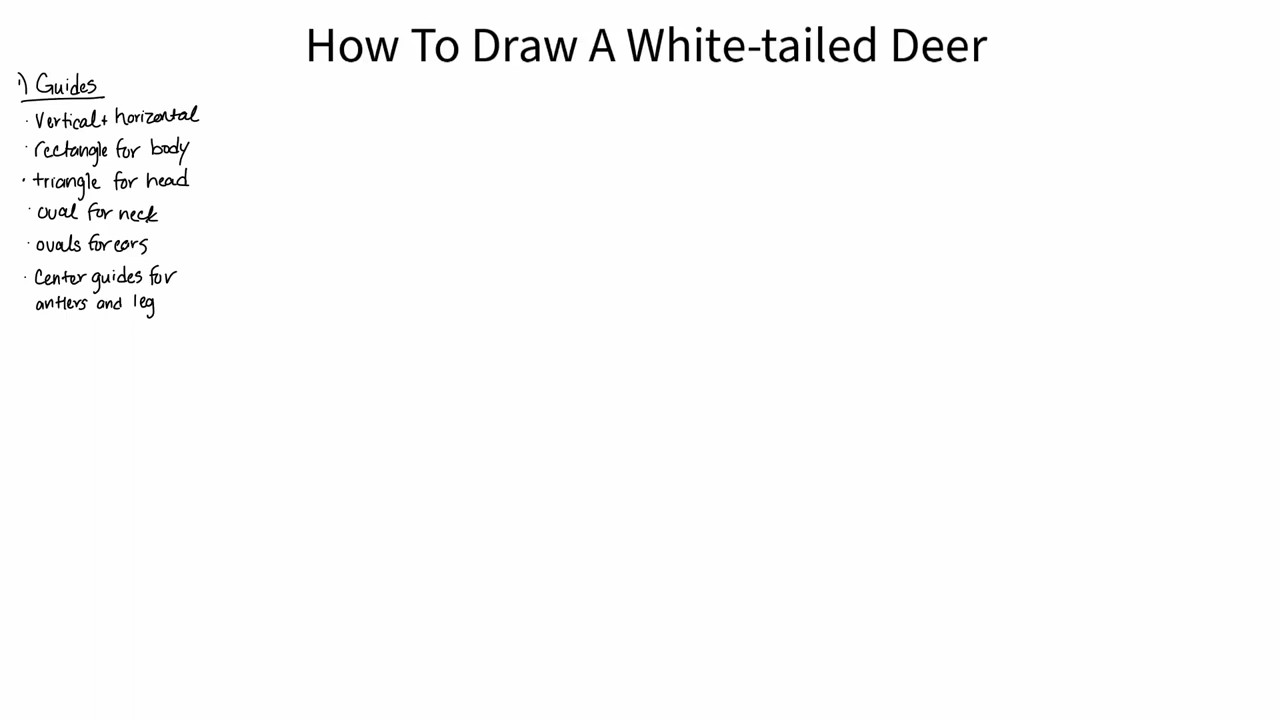 How To Draw A White-tailed Deer
1) Guides
· Vertical + horizontal
· rectangle for body
· triangle for head
· oval for neck
· ovals for ears
· Center guides for
antlers and leg